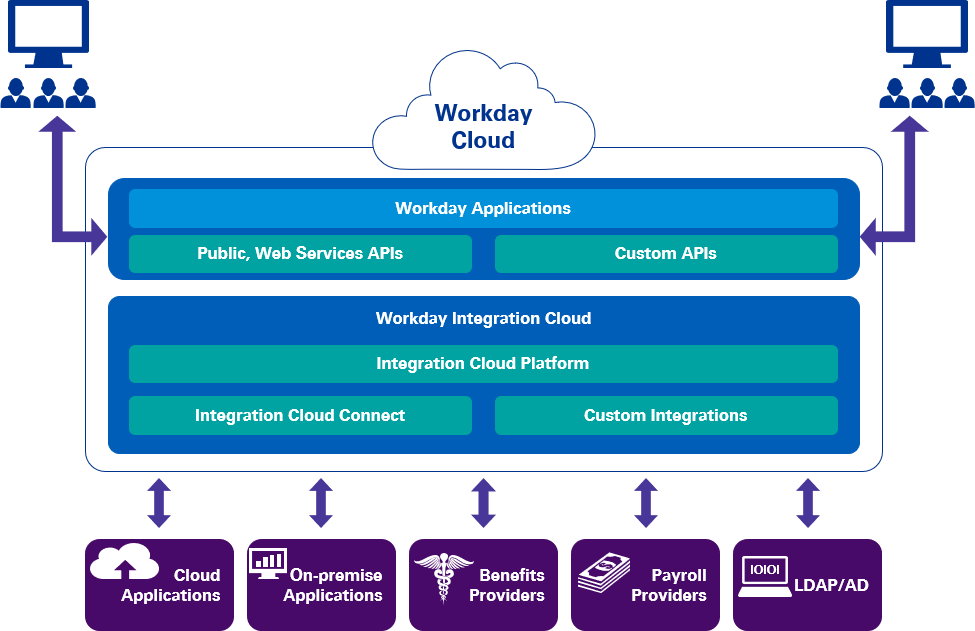 Workday
Cloud
Workday Applications
Public, Web Services APIs
Custom APIs
Workday Integration Cloud
Integration Cloud Platform
Integration Cloud Connect
Custom Integrations
Cloud
Applications
On-premise
Applications
Benefits
Providers
Payroll
Providers
IOIOI
LDAP/AD